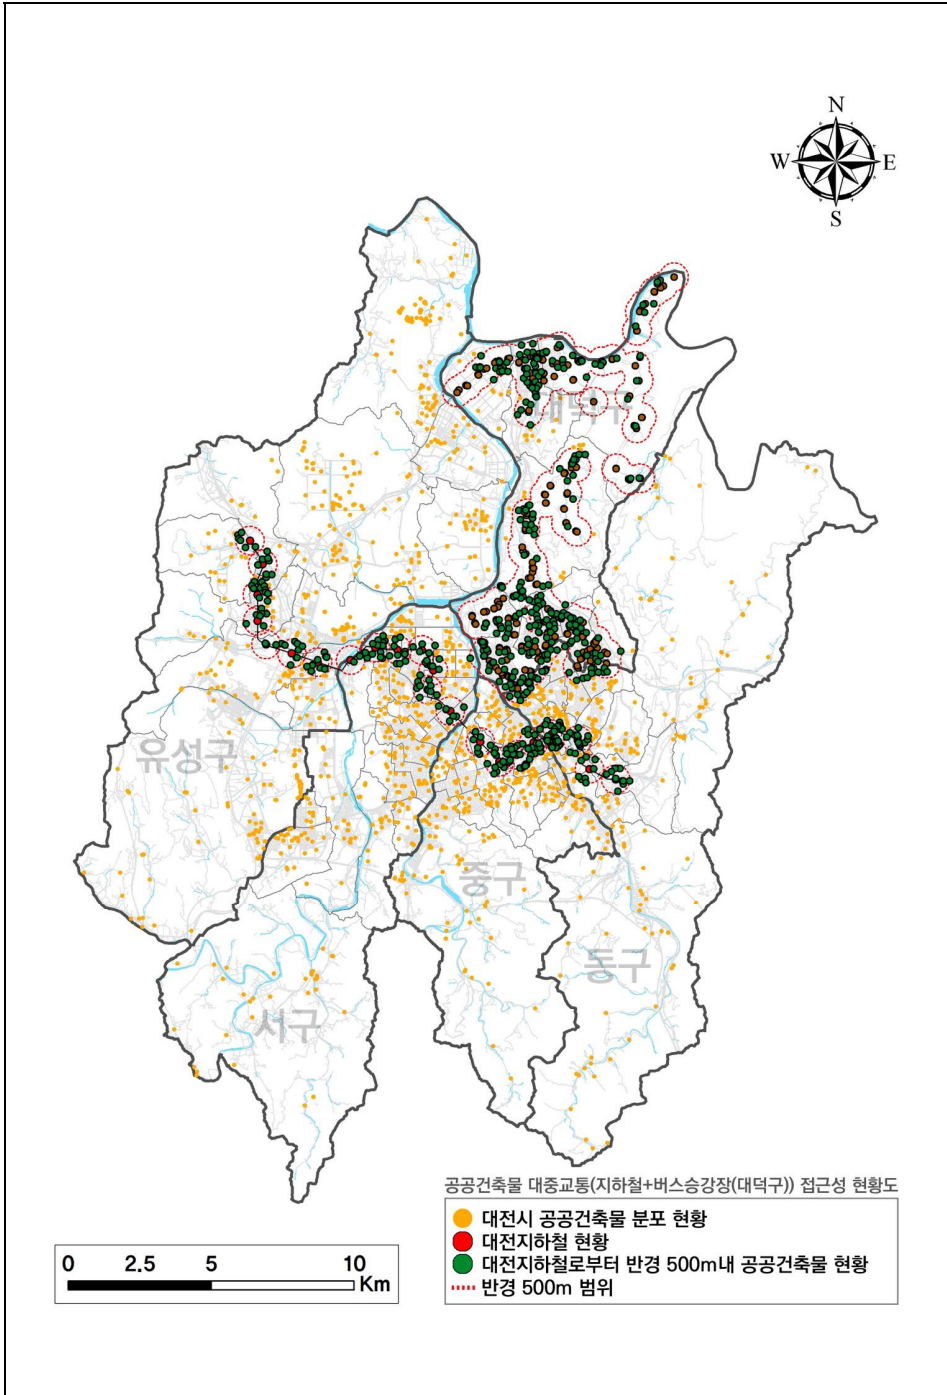 N
W E
S
대덕구
유성구
중구
동구
서구
공공건축물 대중교통(지하철+버스승강장(대덕구)) 접근성 현황도
대전시 공공건축물 분포 현황
대전지하철 현황
대전지하철로부터 반경 500m내 공공건축물 현황
반경 500m 범위
0 2.5 5 10
Km